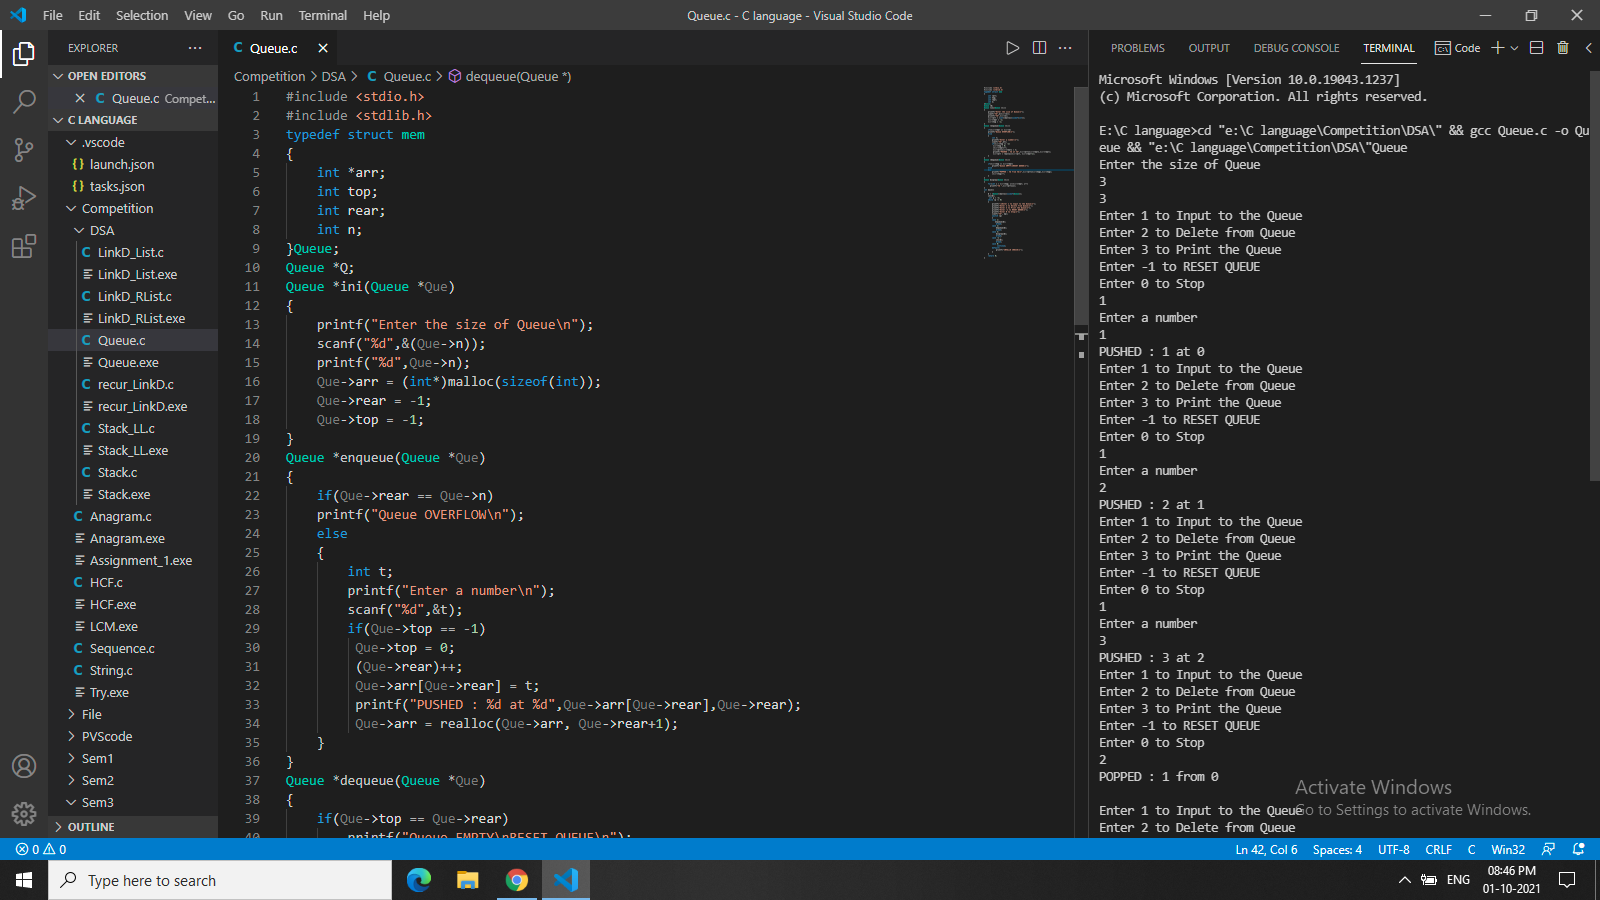 File Edit Selection View Go Run Terminal Help
Queue.c - C language - Visual Studio Code
EXPLORER
OPEN EDITORS
Queue.c Compet...
C LANGUAGE
.vscode
launch.json
tasks.json
Competition
DSA
LinkD_List.c
LinkD_List.exe
LinkD_RList.c
LinkD_RList.exe
Queue.c
Queue.exe
recur_LinkD.c
recur_LinkD.exe
Stack_LL.c
Stack_LL.exe
Stack.c
Stack.exe
Anagram.c
Anagram.exe
Assignment_1.exe
HCF.c
HCF.exe
LCM.exe
Sequence.c
String.c
Try.exe
File
PVScode
Sem1
Sem2
Sem3
OUTLINE
Queue.c
Competition > DSA > C Queue.c > dequeue(Queue *)
1 #include <stdio.h>
2 #include <stdlib.h>
3 typedef struct mem
4 {
5 int *arr;
6 int top;
7 int rear;
8 int n;
9 }Queue;
10 Queue *Q;
11 Queue *ini(Queue *Que)
12 {
13 printf("Enter the size of Queue\n");
14 scanf("%d",&(Que->n));
15 printf("%d",Que->n);
16 Que->arr = (int*)malloc(sizeof(int));
17 Que->rear = -1;
18 Que->top = -1;
19 }
20 Queue *enqueue(Queue *Que)
21 {
22 if(Que->rear == Que->n)
23 printf("Queue OVERFLOW\n");
24 else
25 {
26 int t;
27 printf("Enter a number\n");
28 scanf("%d",&t);
29 if(Que->top == -1)
30 Que->top = 0;
31 (Que->rear)++;
32 Que->arr[Que->rear] = t;
33 printf("PUSHED : %d at %d",Que->arr[Que->rear],Que->rear);
34 Que->arr = realloc(Que->arr, Que->rear+1);
35 }
36 }
37 Queue *dequeue(Queue *Que)
38 {
39 if(Que->top == Que->rear)
40 printf("Queue EMPTY\nRESET QUEUE\n");
PROBLEMS OUTPUT DEBUG CONSOLE TERMINAL Code
Microsoft Windows [Version 10.0.19043.1237]
(c) Microsoft Corporation. All rights reserved.
E:\C language>cd "e:\C language\Competition\DSA\" && gcc Queue.c -o Qu
eue && "e:\C language\Competition\DSA\"Queue
Enter the size of Queue
3
3
Enter 1 to Input to the Queue
Enter 2 to Delete from Queue
Enter 3 to Print the Queue
Enter -1 to RESET QUEUE
Enter 0 to Stop
1
Enter a number
1
PUSHED : 1 at 0
Enter 1 to Input to the Queue
Enter 2 to Delete from Queue
Enter 3 to Print the Queue
Enter -1 to RESET QUEUE
Enter 0 to Stop
1
Enter a number
2
PUSHED : 2 at 1
Enter 1 to Input to the Queue
Enter 2 to Delete from Queue
Enter 3 to Print the Queue
Enter -1 to RESET QUEUE
Enter 0 to Stop
1
Enter a number
3
PUSHED : 3 at 2
Enter 1 to Input to the Queue
Enter 2 to Delete from Queue
Enter 3 to Print the Queue
Enter -1 to RESET QUEUE
Enter 0 to Stop
2
POPPED : 1 from 0
Enter 1 to Input to the Queue
Enter 2 to Delete from Queue
Activate Windows
Go to Settings to activate Windows.
0 0
Ln 42, Col 6 Spaces: 4 UTF-8 CRLF C Win32
Type here to search
ENG
08:46 PM
01-10-2021